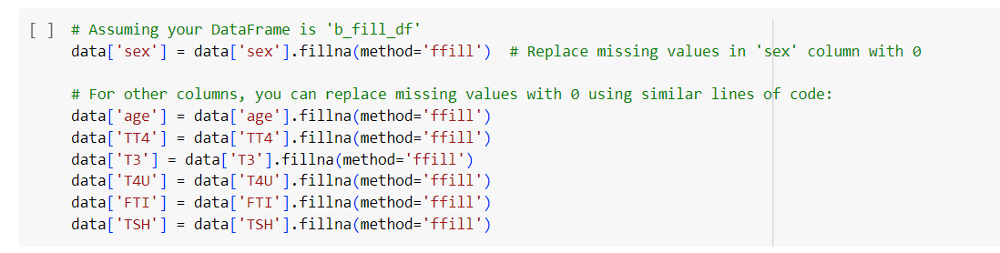 [ ] # Assuming your DataFrame is 'b_fill_df'
data['sex'] = data['sex'].fillna(method='ffill')  # Replace missing values in 'sex' column with 0
# For other columns, you can replace missing values with 0 using similar lines of code:
data['age'] = data['age'].fillna(method='ffill')
data['TT4'] = data['TT4'].fillna(method='ffill')
data['T3'] = data['T3'].fillna(method='ffill')
data['T4U'] = data['T4U'].fillna(method='ffill')
data['FTI'] = data['FTI'].fillna(method='ffill')
data['TSH'] = data['TSH'].fillna(method='ffill')